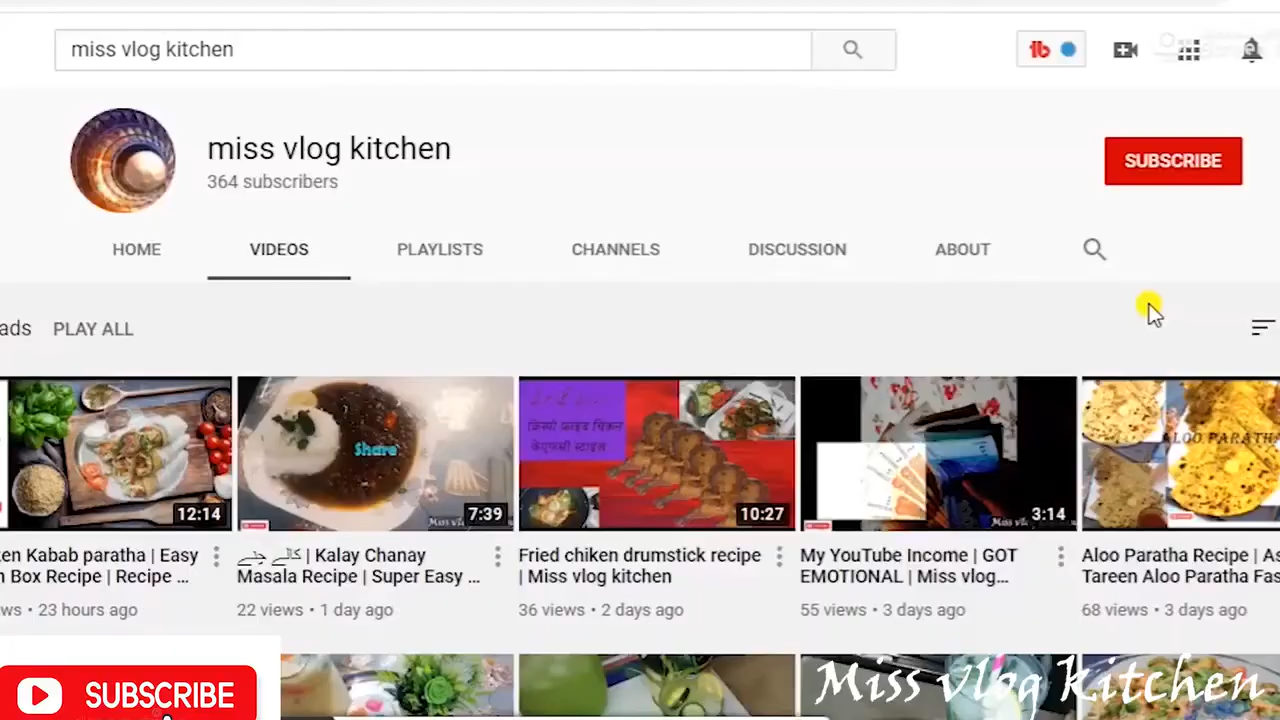 miss vlog kitchen
miss vlog kitchen
364 subscribers
SUBSCRIBE
HOME VIDEOS PLAYLISTS CHANNELS DISCUSSION ABOUT
ads PLAY ALL
Share
12:14
7:39
10:27
3:14
ALOO PARATHA
en Kabab paratha | Easy
Box Recipe | Recipe ...
ws • 23 hours ago
کالے چنے | Kalay Chanay
Masala Recipe | Super Easy ...
22 views • 1 day ago
Fried chiken drumstick recipe
| Miss vlog kitchen
36 views • 2 days ago
My YouTube Income | GOT
EMOTIONAL | Miss vlog...
55 views • 3 days ago
Aloo Paratha Recipe | As
Tareen Aloo Paratha Fas
68 views • 3 days ago
SUBSCRIBE
Miss vlog kitchen